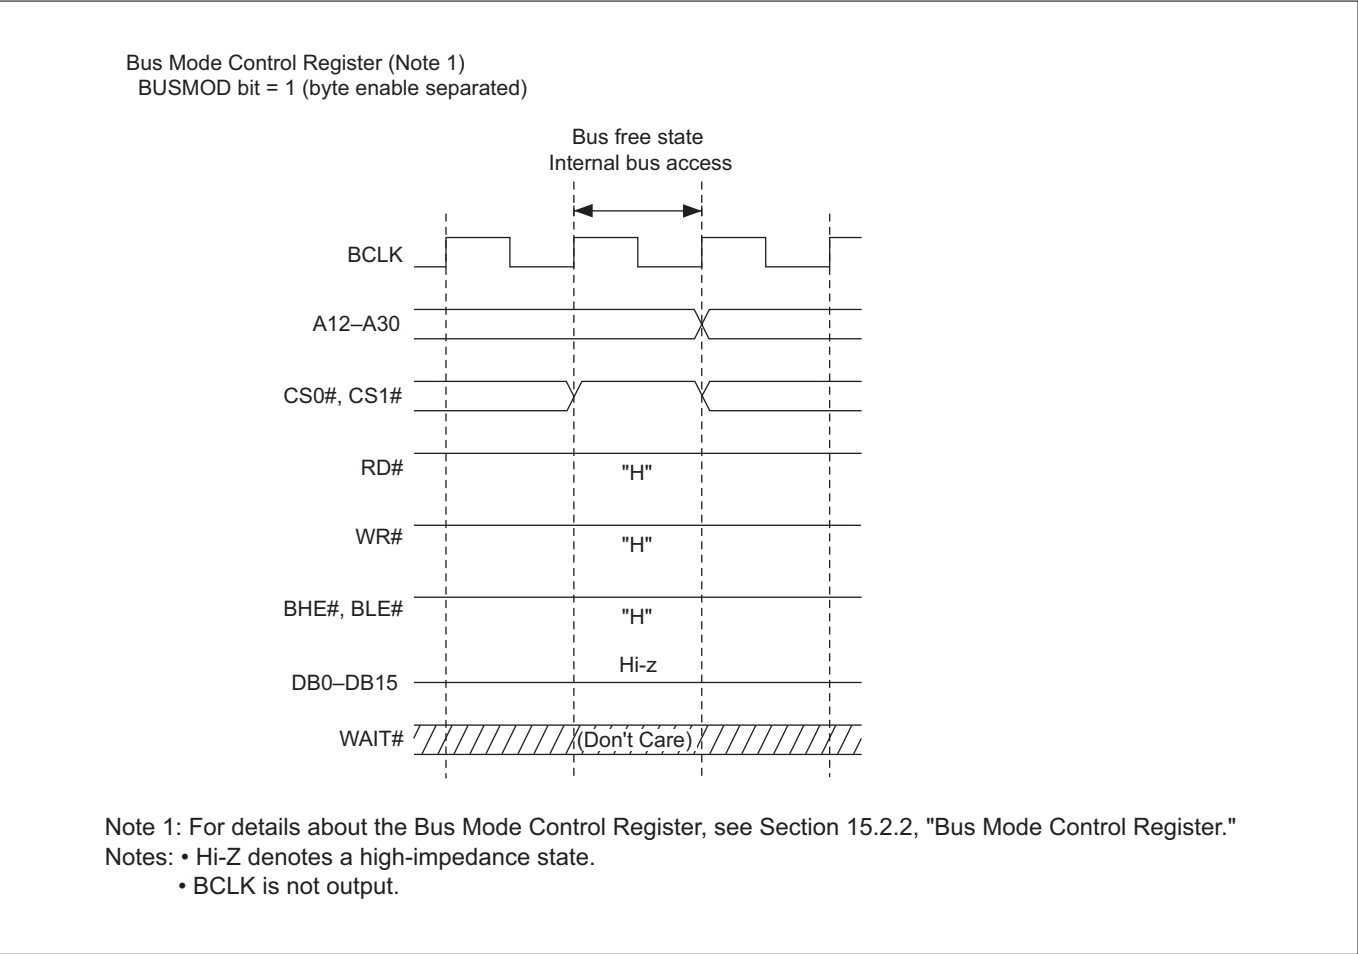 Bus Mode Control Register (Note 1)
BUSMOD bit = 1 (byte enable separated)
Bus free state
Internal bus access
BCLK
A12–A30
CS0#, CS1#
RD#
"H"
WR#
"H"
BHE#, BLE#
"H"
Hi-z
DB0–DB15
WAIT#
(Don't Care)
Note 1: For details about the Bus Mode Control Register, see Section 15.2.2, "Bus Mode Control Register."
Notes: • Hi-Z denotes a high-impedance state.
• BCLK is not output.